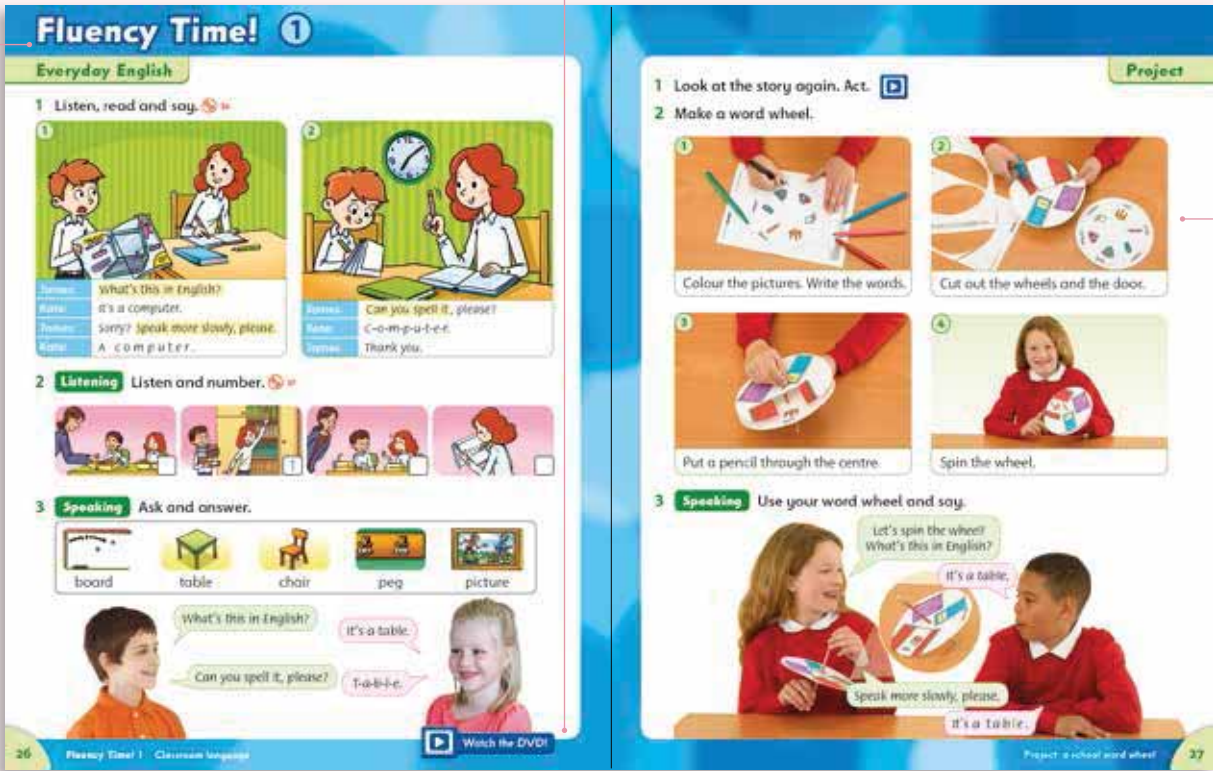 Fluency Time! 1
Everyday English
1 Listen, read and say.
1
2
James: What's this in English?
Kate: It's a computer.
James: Sorry? Speak more slowly, please.
Kate: A computer.
James: Can you spell it, please?
Kate: C-o-m-p-u-t-e-r.
James: Thank you.
2 Listening Listen and number.
1
3 Speaking Ask and answer.
board table chair peg picture
What's this in English?
It's a table.
Can you spell it, please?
T-a-b-l-e.
Watch the DVD!
26 Fluency Time! 1 Classroom language
Project
1 Look at the story again. Act.
2 Make a word wheel.
1
2
Colour the pictures. Write the words.
Cut out the wheels and the door.
3
4
Put a pencil through the centre.
Spin the wheel.
3 Speaking Use your word wheel and say.
Let's spin the wheel?
What's this in English?
It's a table.
Speak more slowly, please.
It's a table.
Project: a school word wheel 27